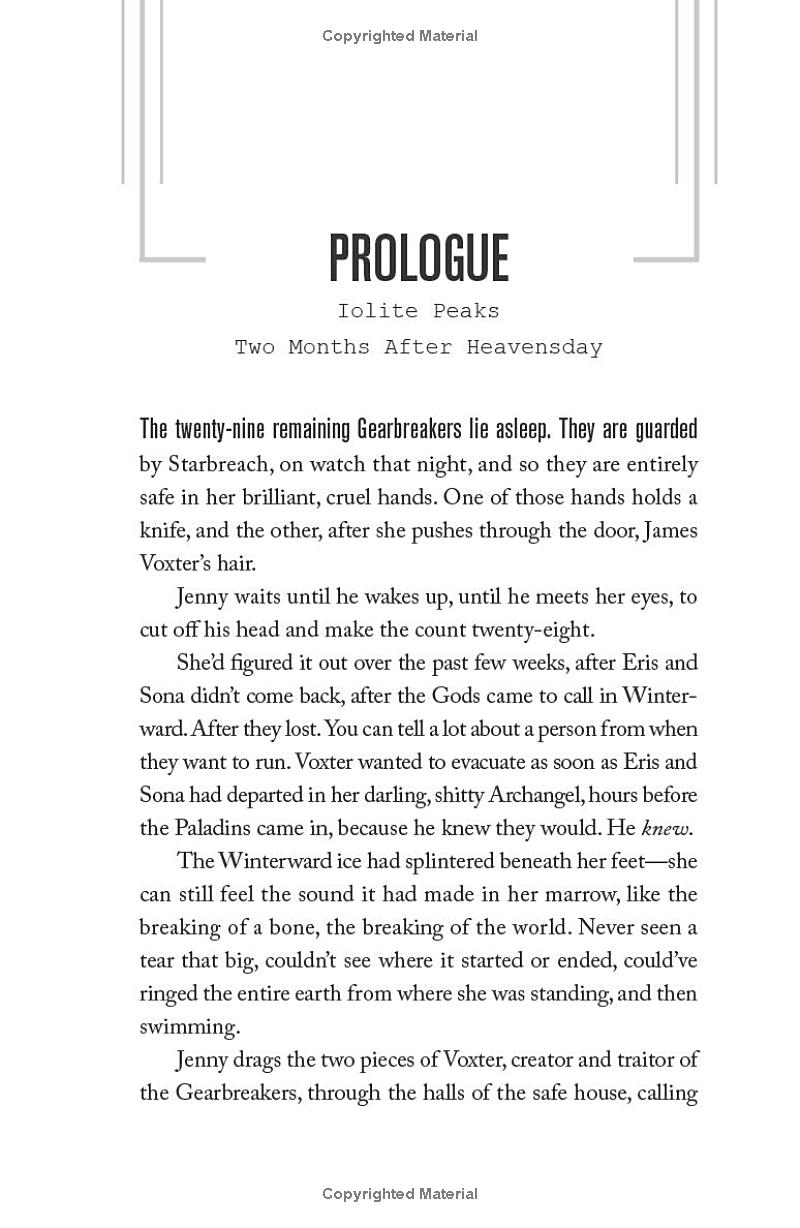 Copyrighted Material
PROLOGUE
Iolite Peaks
Two Months After Heavensday
The twenty-nine remaining Gearbreakers lie asleep. They are guarded
by Starbreach, on watch that night, and so they are entirely
safe in her brilliant, cruel hands. One of those hands holds a
knife, and the other, after she pushes through the door, James
Voxter’s hair.
Jenny waits until he wakes up, until he meets her eyes, to
cut off his head and make the count twenty-eight.
She’d figured it out over the past few weeks, after Eris and
Sona didn’t come back, after the Gods came to call in Winter-
ward. After they lost. You can tell a lot about a person from when
they want to run. Voxter wanted to evacuate as soon as Eris and
Sona had departed in her darling, shitty Archangel, hours before
the Paladins came in, because he knew they would. He knew.
The Winterward ice had splintered beneath her feet—she
can still feel the sound it had made in her marrow, like the
breaking of a bone, the breaking of the world. Never seen a
tear that big, couldn’t see where it started or ended, could’ve
ringed the entire earth from where she was standing, and then
swimming.
Jenny drags the two pieces of Voxter, creator and traitor of
the Gearbreakers, through the halls of the safe house, calling
Copyrighted Material